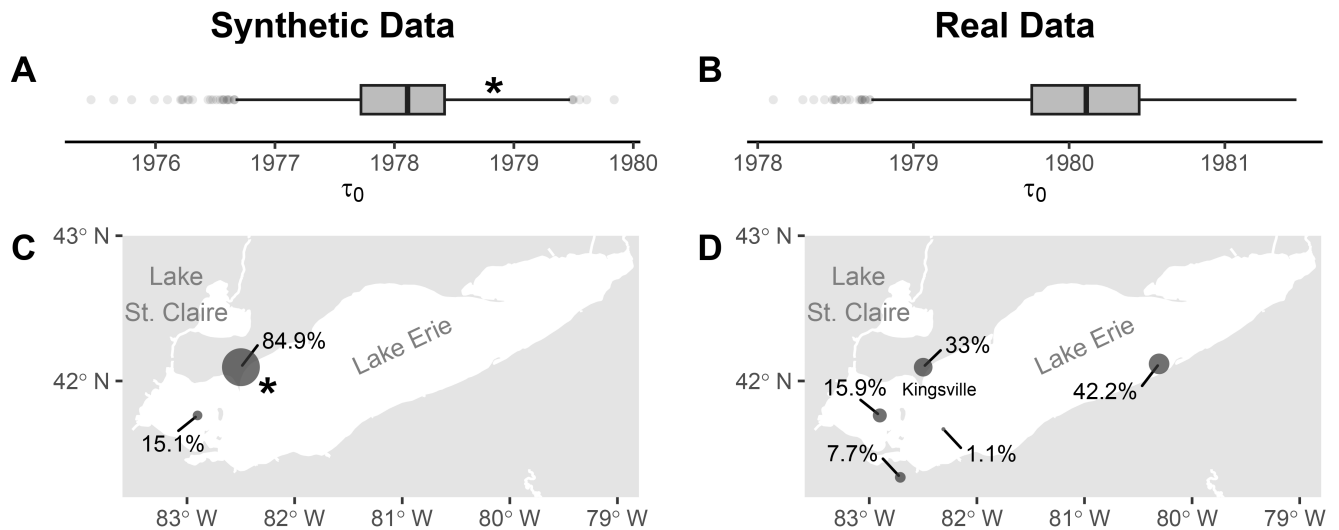 Synthetic Data
Real Data
A
*
1976 1977 1978 1979 1980
τ0
B
1978 1979 1980 1981
τ0
C
43° N
42° N
Lake
St. Claire
Lake Erie
84.9%
*
15.1%
83° W 82° W 81° W 80° W 79° W
D
43° N
42° N
Lake
St. Claire
Lake Erie
33%
Kingsville
15.9%
42.2%
7.7%
1.1%
83° W 82° W 81° W 80° W 79° W